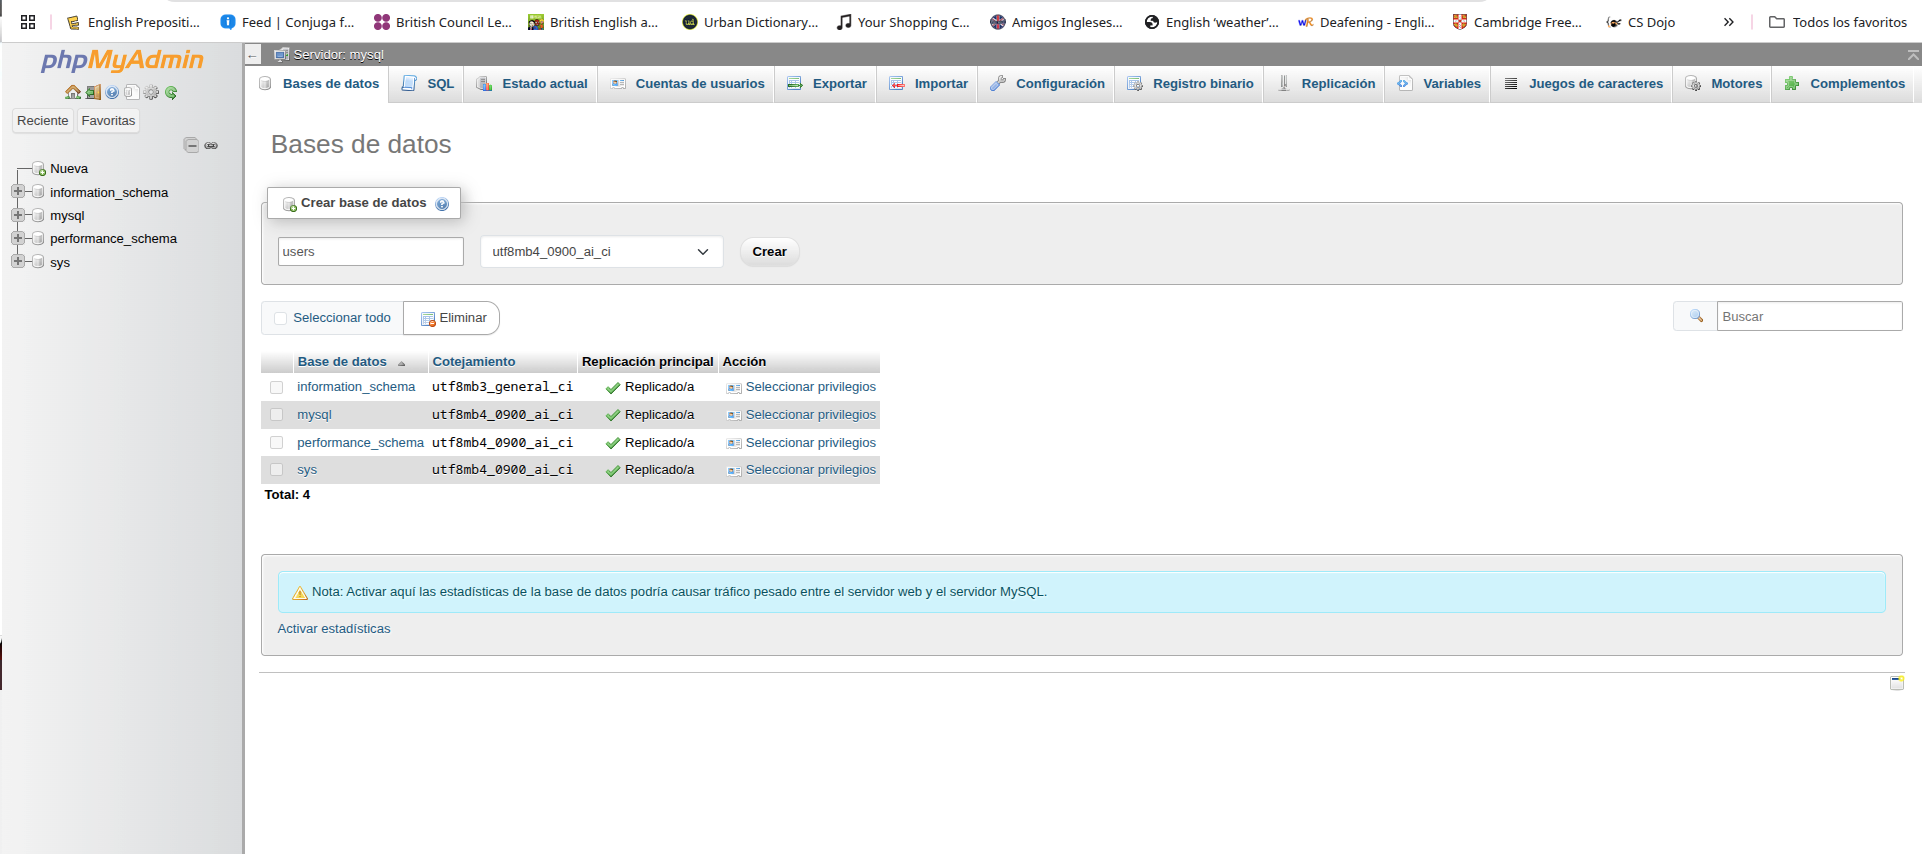 English Prepositi...
Feed | Conjuga f...
British Council Le...
British English a...
Urban Dictionary...
Your Shopping C...
Amigos Ingleses...
English ‘weather’...
Deafening - Engli...
Cambridge Free...
CS Dojo
Todos los favoritos
phpMyAdmin
Reciente
Favoritas
Nueva
information_schema
mysql
performance_schema
sys
Servidor: mysql
Bases de datos
SQL
Estado actual
Cuentas de usuarios
Exportar
Importar
Configuración
Registro binario
Replicación
Variables
Juegos de caracteres
Motores
Complementos
Bases de datos
Crear base de datos
users
utf8mb4_0900_ai_ci
Crear
Seleccionar todo
Eliminar
Buscar
Base de datos Cotejamiento Replicación principal Acción
information_schema utf8mb3_general_ci Replicado/a Seleccionar privilegios
mysql utf8mb4_0900_ai_ci Replicado/a Seleccionar privilegios
performance_schema utf8mb4_0900_ai_ci Replicado/a Seleccionar privilegios
sys utf8mb4_0900_ai_ci Replicado/a Seleccionar privilegios
Total: 4
Nota: Activar aquí las estadísticas de la base de datos podría causar tráfico pesado entre el servidor web y el servidor MySQL.
Activar estadísticas